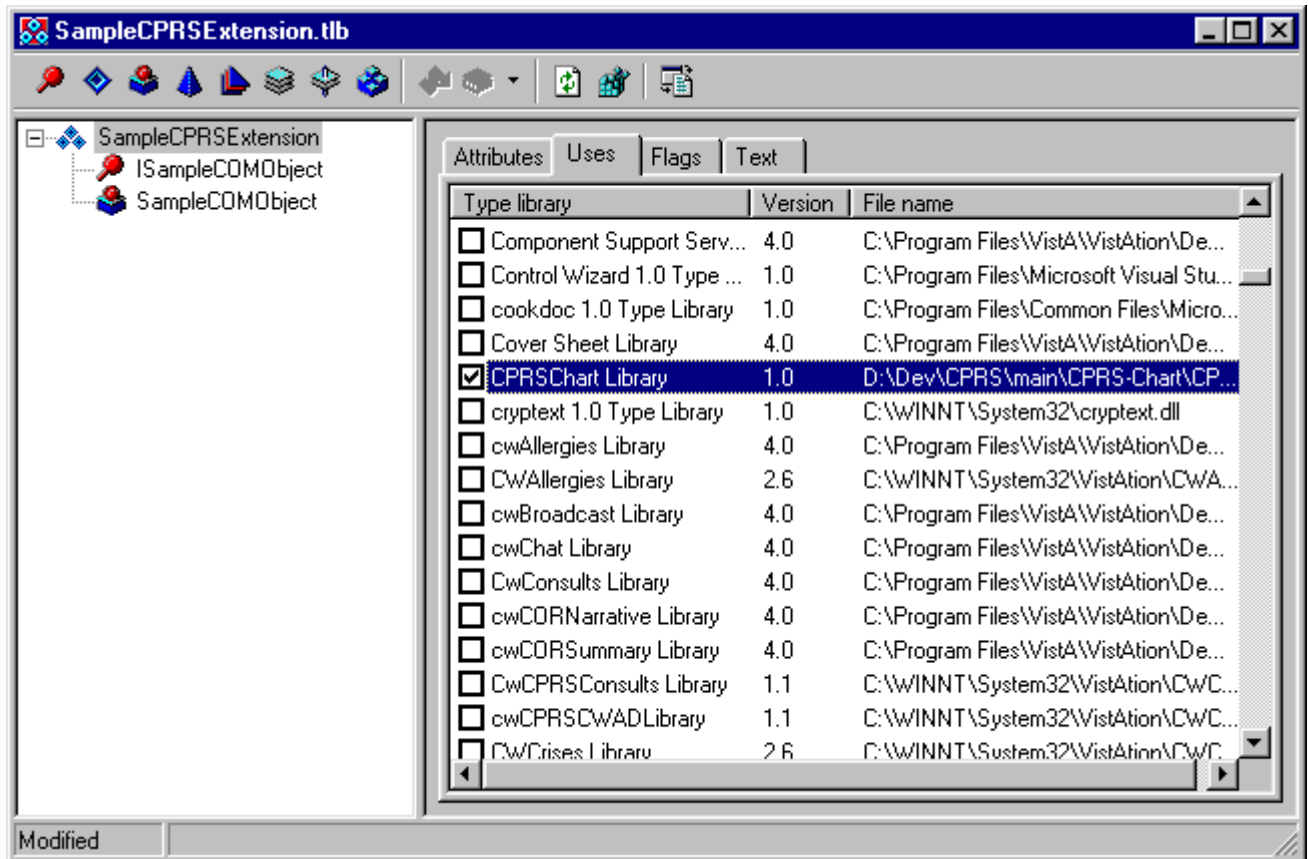 SampleCPRSExtension.tlb
SampleCPRSExtension
ISampleCOMObject
SampleCOMObject
Attributes Uses Flags Text
Type library Version File name
Component Support Serv... 4.0 C:\Program Files\VistA\VistAtion\De...
Control Wizard 1.0 Type ... 1.0 C:\Program Files\Microsoft Visual Stu...
cookdoc 1.0 Type Library 1.0 C:\Program Files\Common Files\Micro...
Cover Sheet Library 4.0 C:\Program Files\VistA\VistAtion\De...
CPRSChart Library 1.0 D:\Dev\CPRS\main\CPRS-Chart\CP...
cryptext 1.0 Type Library 1.0 C:\WINNT\System32\cryptext.dll
cwAllergies Library 4.0 C:\Program Files\VistA\VistAtion\De...
CWAllergies Library 2.6 C:\WINNT\System32\VistAtion\CWA...
cwBroadcast Library 4.0 C:\Program Files\VistA\VistAtion\De...
cwChat Library 4.0 C:\Program Files\VistA\VistAtion\De...
CwConsults Library 4.0 C:\Program Files\VistA\VistAtion\De...
cwCORNarrative Library 4.0 C:\Program Files\VistA\VistAtion\De...
cwCORSummary Library 4.0 C:\Program Files\VistA\VistAtion\De...
CwCPRSConsults Library 1.1 C:\WINNT\System32\VistAtion\CWC...
cwCPRSCWADLibrary 1.1 C:\WINNT\System32\VistAtion\CWC...
CWCrises Library 2.6 C:\WINNT\System32\VistAtion\CWC
Modified